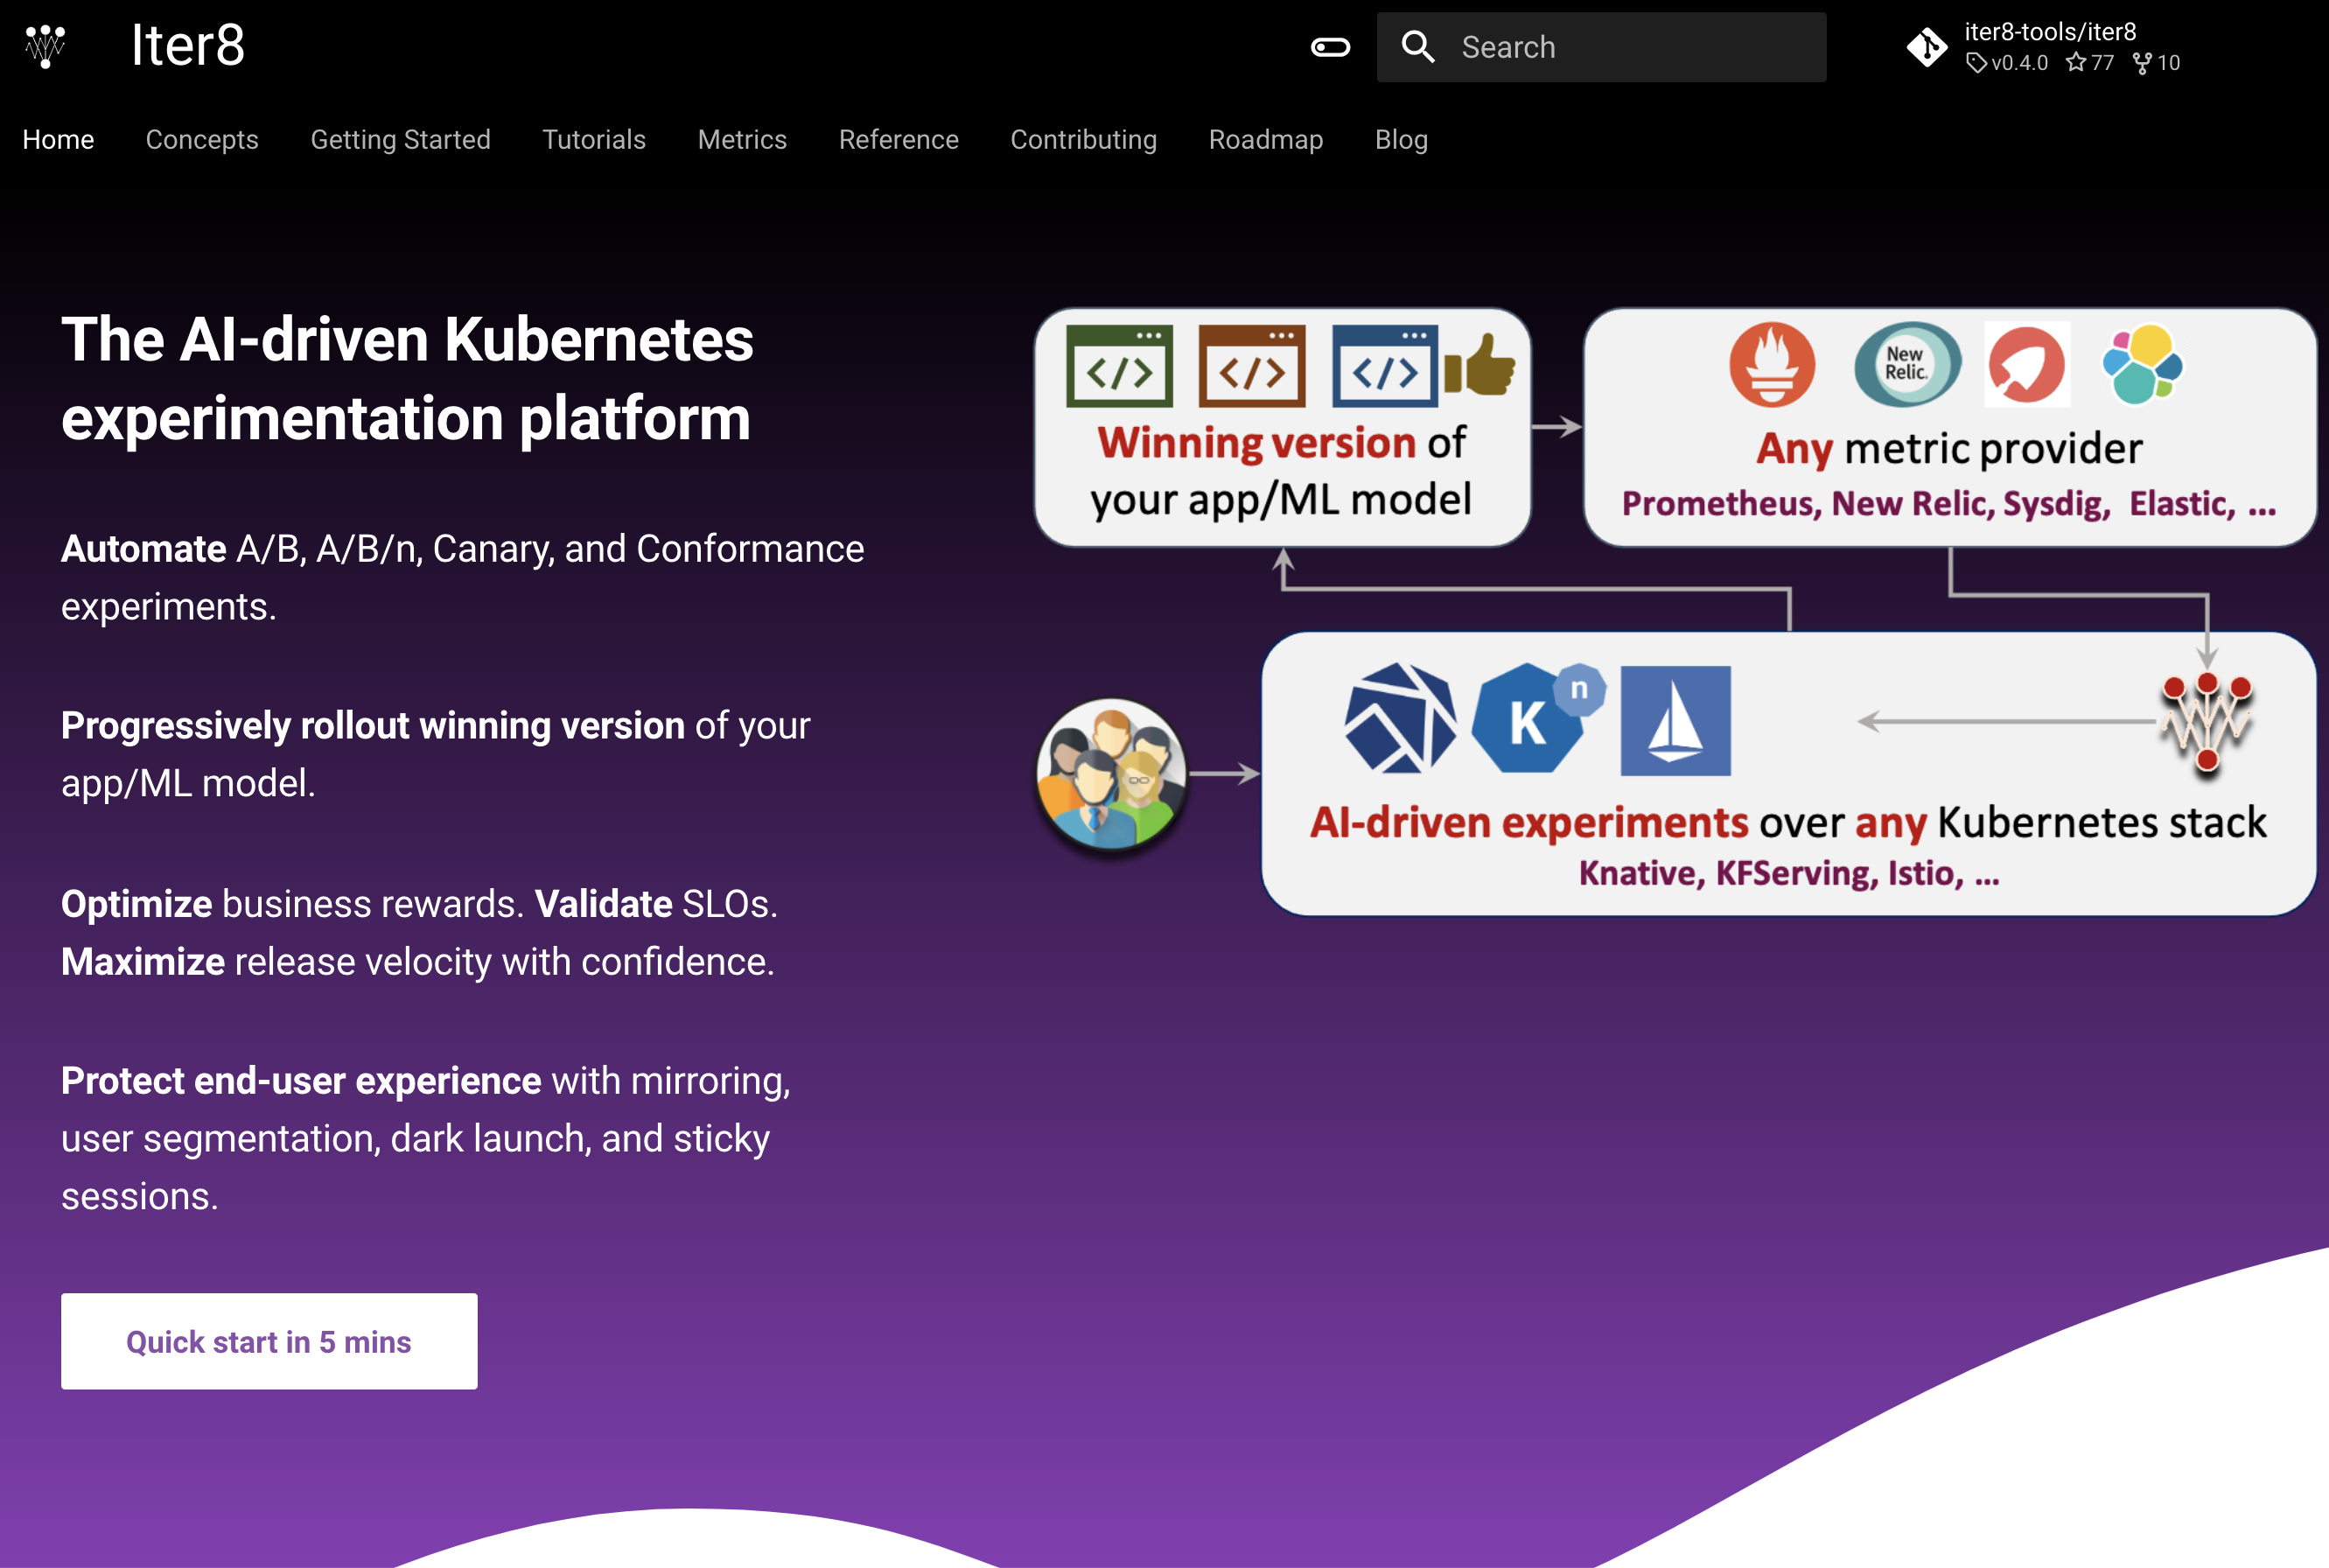 Iter8
Search
iter8-tools/iter8
v0.4.0 77 10
Home Concepts Getting Started Tutorials Metrics Reference Contributing Roadmap Blog
The AI-driven Kubernetes
experimentation platform
Automate A/B, A/B/n, Canary, and Conformance
experiments.
Progressively rollout winning version of your
app/ML model.
Optimize business rewards. Validate SLOs.
Maximize release velocity with confidence.
Protect end-user experience with mirroring,
user segmentation, dark launch, and sticky
sessions.
Quick start in 5 mins
</> </> </>
Winning version of
your app/ML model
New
Relic.
Any metric provider
Prometheus, New Relic, Sysdig, Elastic, ...
K n
AI-driven experiments over any Kubernetes stack
Knative, KFServing, Istio, ...